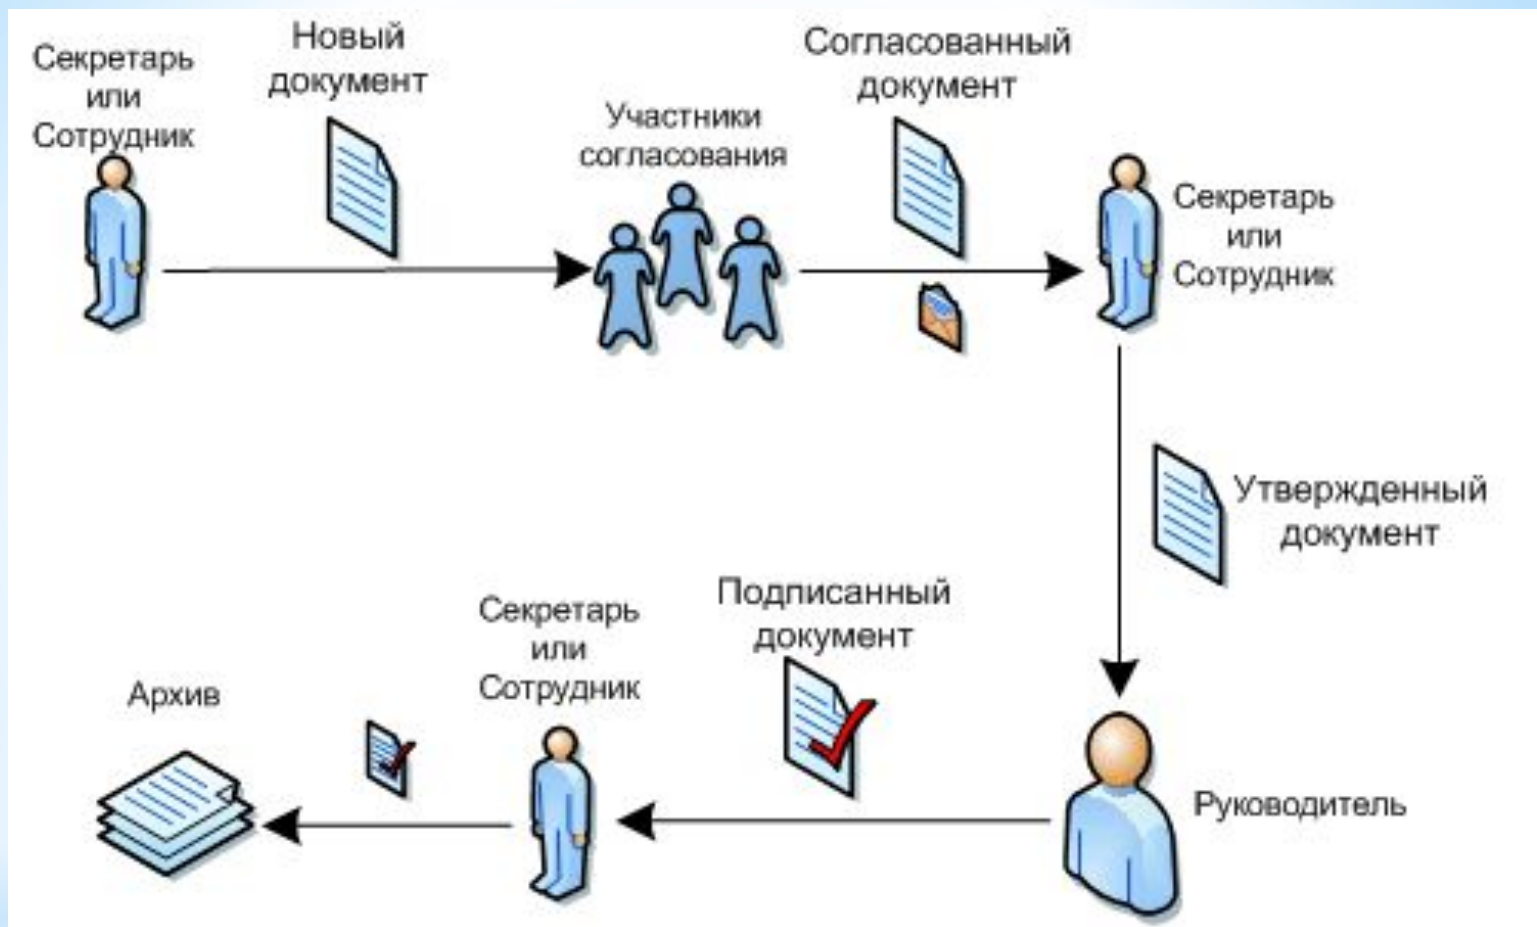 Секретарь
или
Сотрудник
Новый
документ
Участники
согласования
Согласованный
документ
Секретарь
или
Сотрудник
Утвержденный
документ
Руководитель
Подписанный
документ
Секретарь
или
Сотрудник
Архив